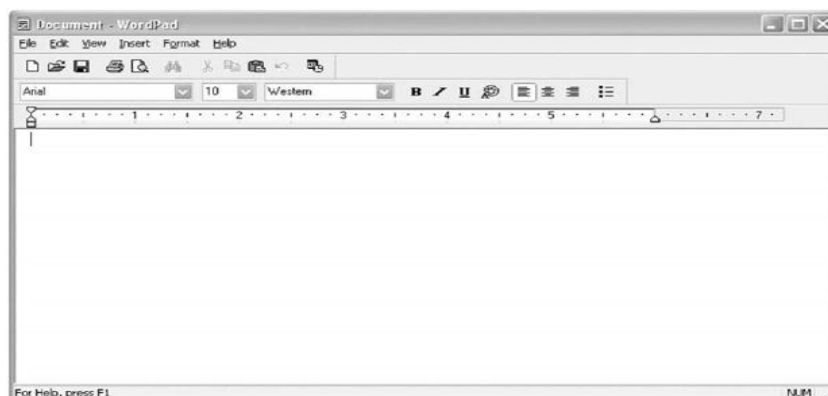 Document - WordPad
File Edit View Insert Format Help
Arial 10 Western B / U
1 2 3 4 5 7
For Help, press F1 NUM